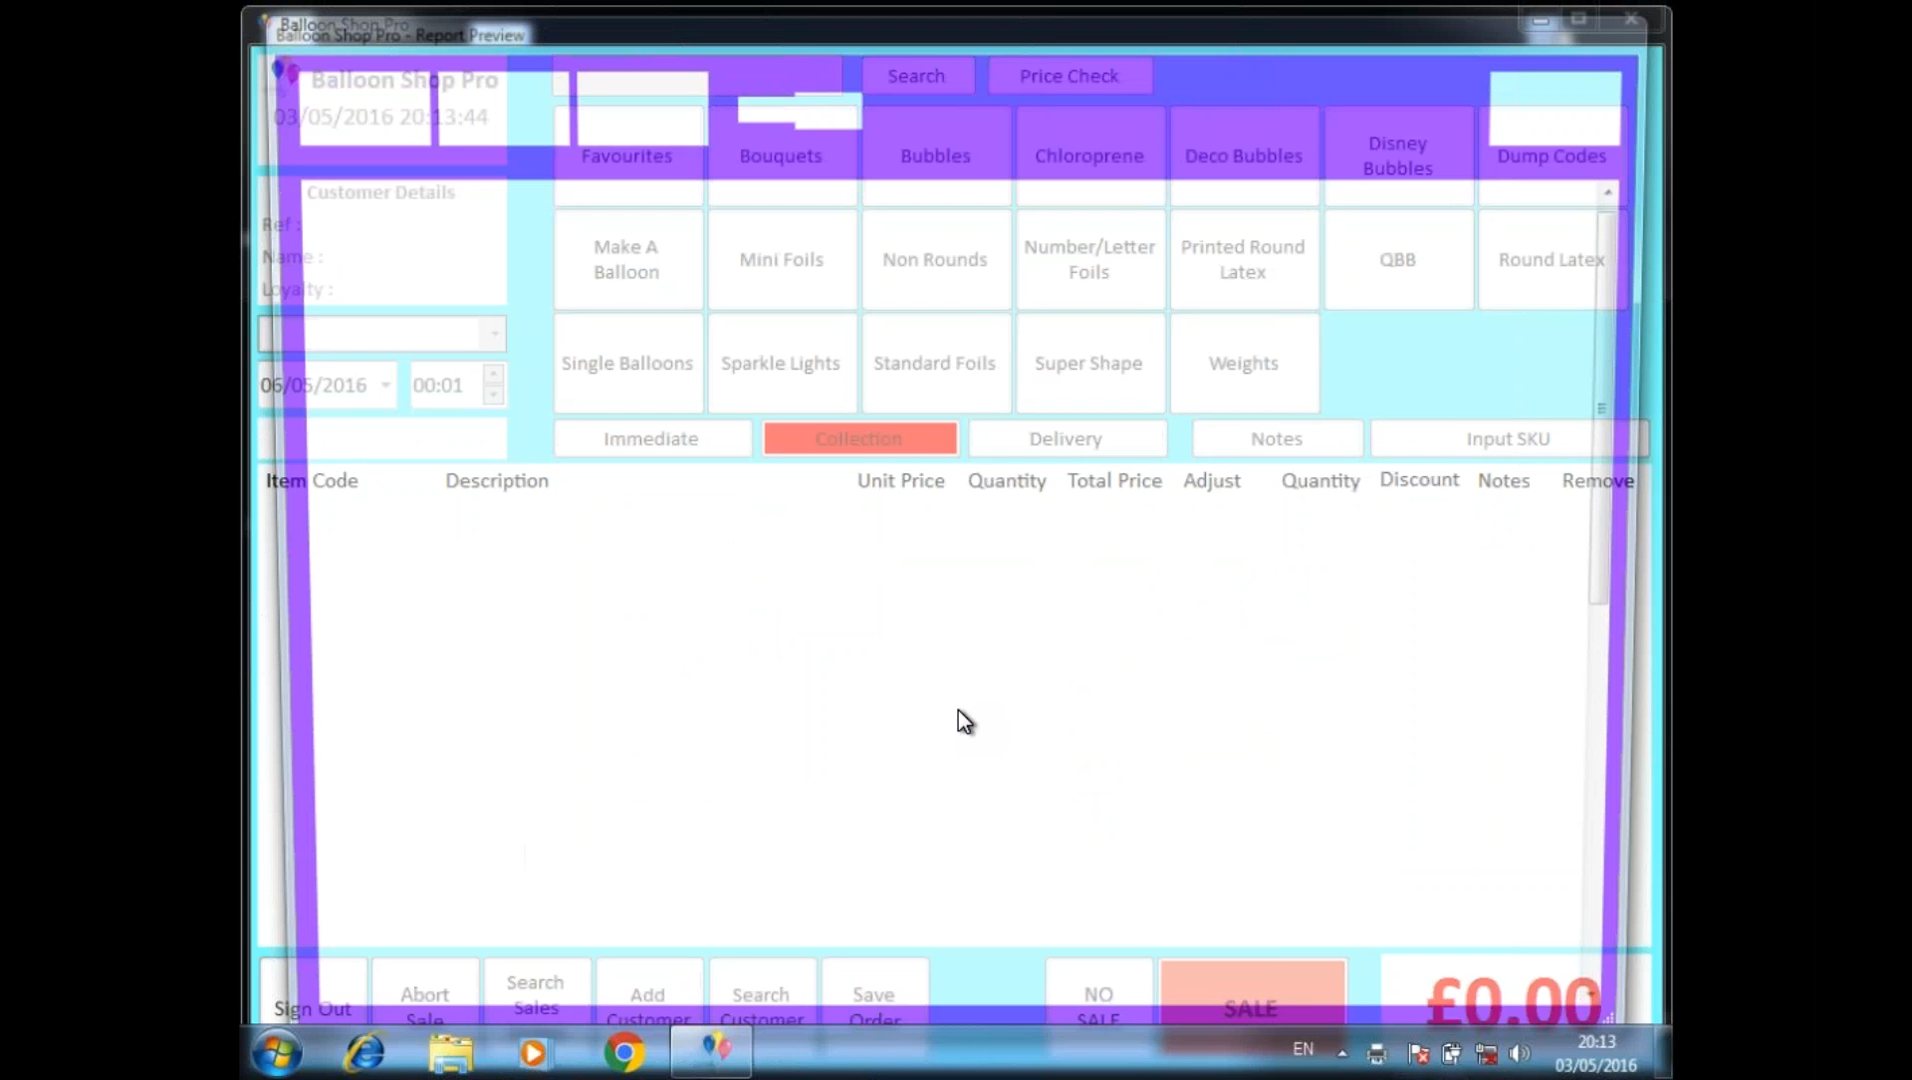 Balloon Shop Pro
Balloon Shop Pro - Report Preview
Balloon Shop Pro
03/05/2016 20:13:44
Search
Price Check
Favourites
Bouquets
Bubbles
Chloroprene
Deco Bubbles
Disney
Bubbles
Dump Codes
Customer Details
Ref :
Name :
Loyalty :
Make A
Balloon
Mini Foils
Non Rounds
Number/Letter
Foils
Printed Round
Latex
QBB
Round Latex
Single Balloons
Sparkle Lights
Standard Foils
Super Shape
Weights
06/05/2016
00:01
Immediate
Collection
Delivery
Notes
Input SKU
Item Code
Description
Unit Price
Quantity
Total Price
Adjust
Quantity
Discount
Notes
Remove
Sign Out
Abort
Sale
Search
Sales
Add
Customer
Search
Customer
Save
Order
NO
SALE
SALE
£0.00
EN
20:13
03/05/2016